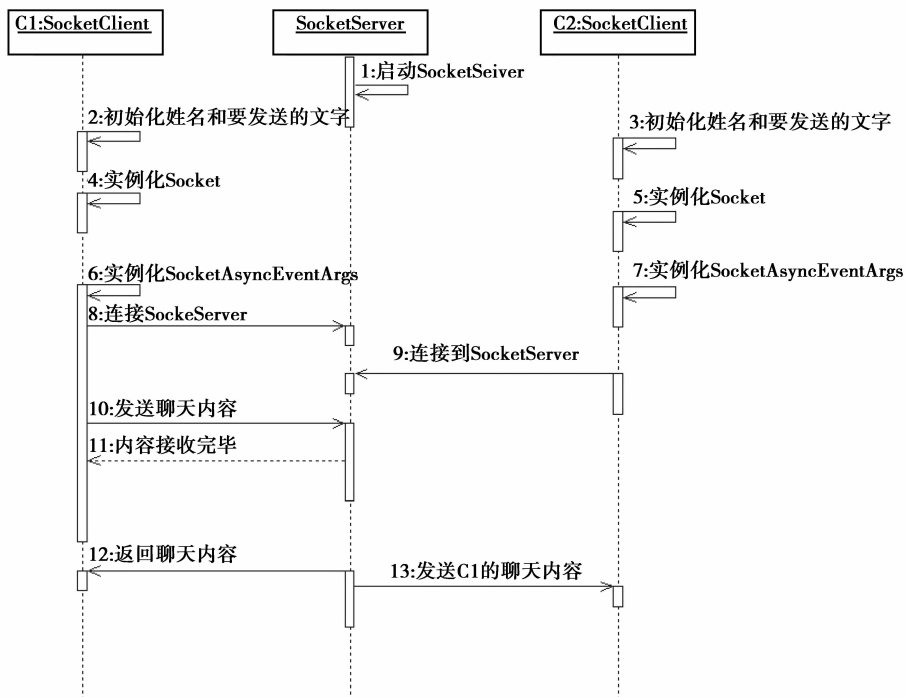 C1:SocketClient
SocketServer
C2:SocketClient
1:启动SocketSeiver
2:初始化姓名和要发送的文字
3:初始化姓名和要发送的文字
4:实例化Socket
5:实例化Socket
6:实例化SocketAsyncEventArgs
7:实例化SocketAsyncEventArgs
8:连接SockeServer
9:连接到SocketServer
10:发送聊天内容
11:内容接收完毕
12:返回聊天内容
13:发送C1的聊天内容